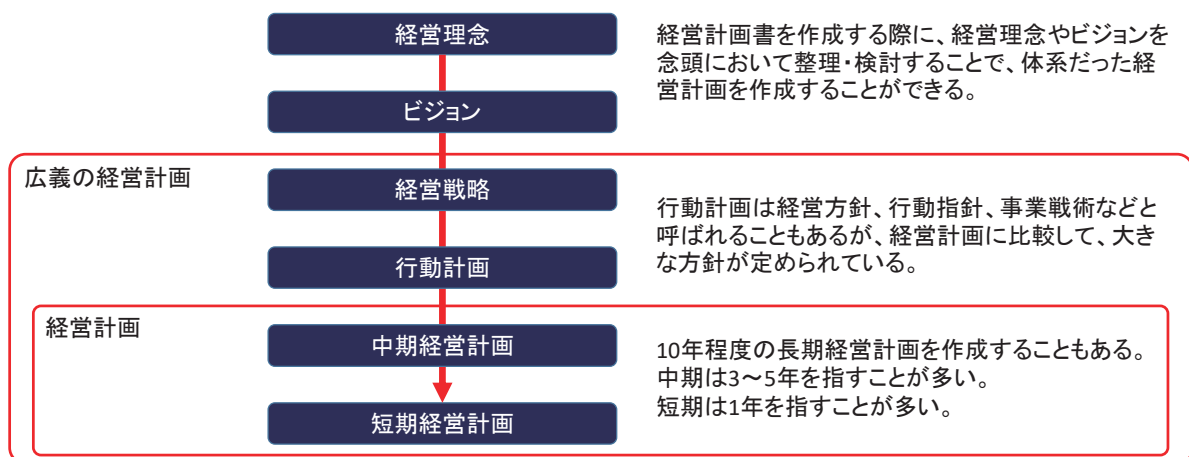 経営理念
経営計画書を作成する際に、経営理念やビジョンを
念頭において整理・検討することで、体系だった経
営計画を作成することができる。
ビジョン
広義の経営計画
経営戦略
行動計画は経営方針、行動指針、事業戦術などと
呼ばれることもあるが、経営計画に比較して、大き
な方針が定められている。
行動計画
経営計画
中期経営計画
10年程度の長期経営計画を作成することもある。
中期は3～5年を指すことが多い。
短期は1年を指すことが多い。
短期経営計画